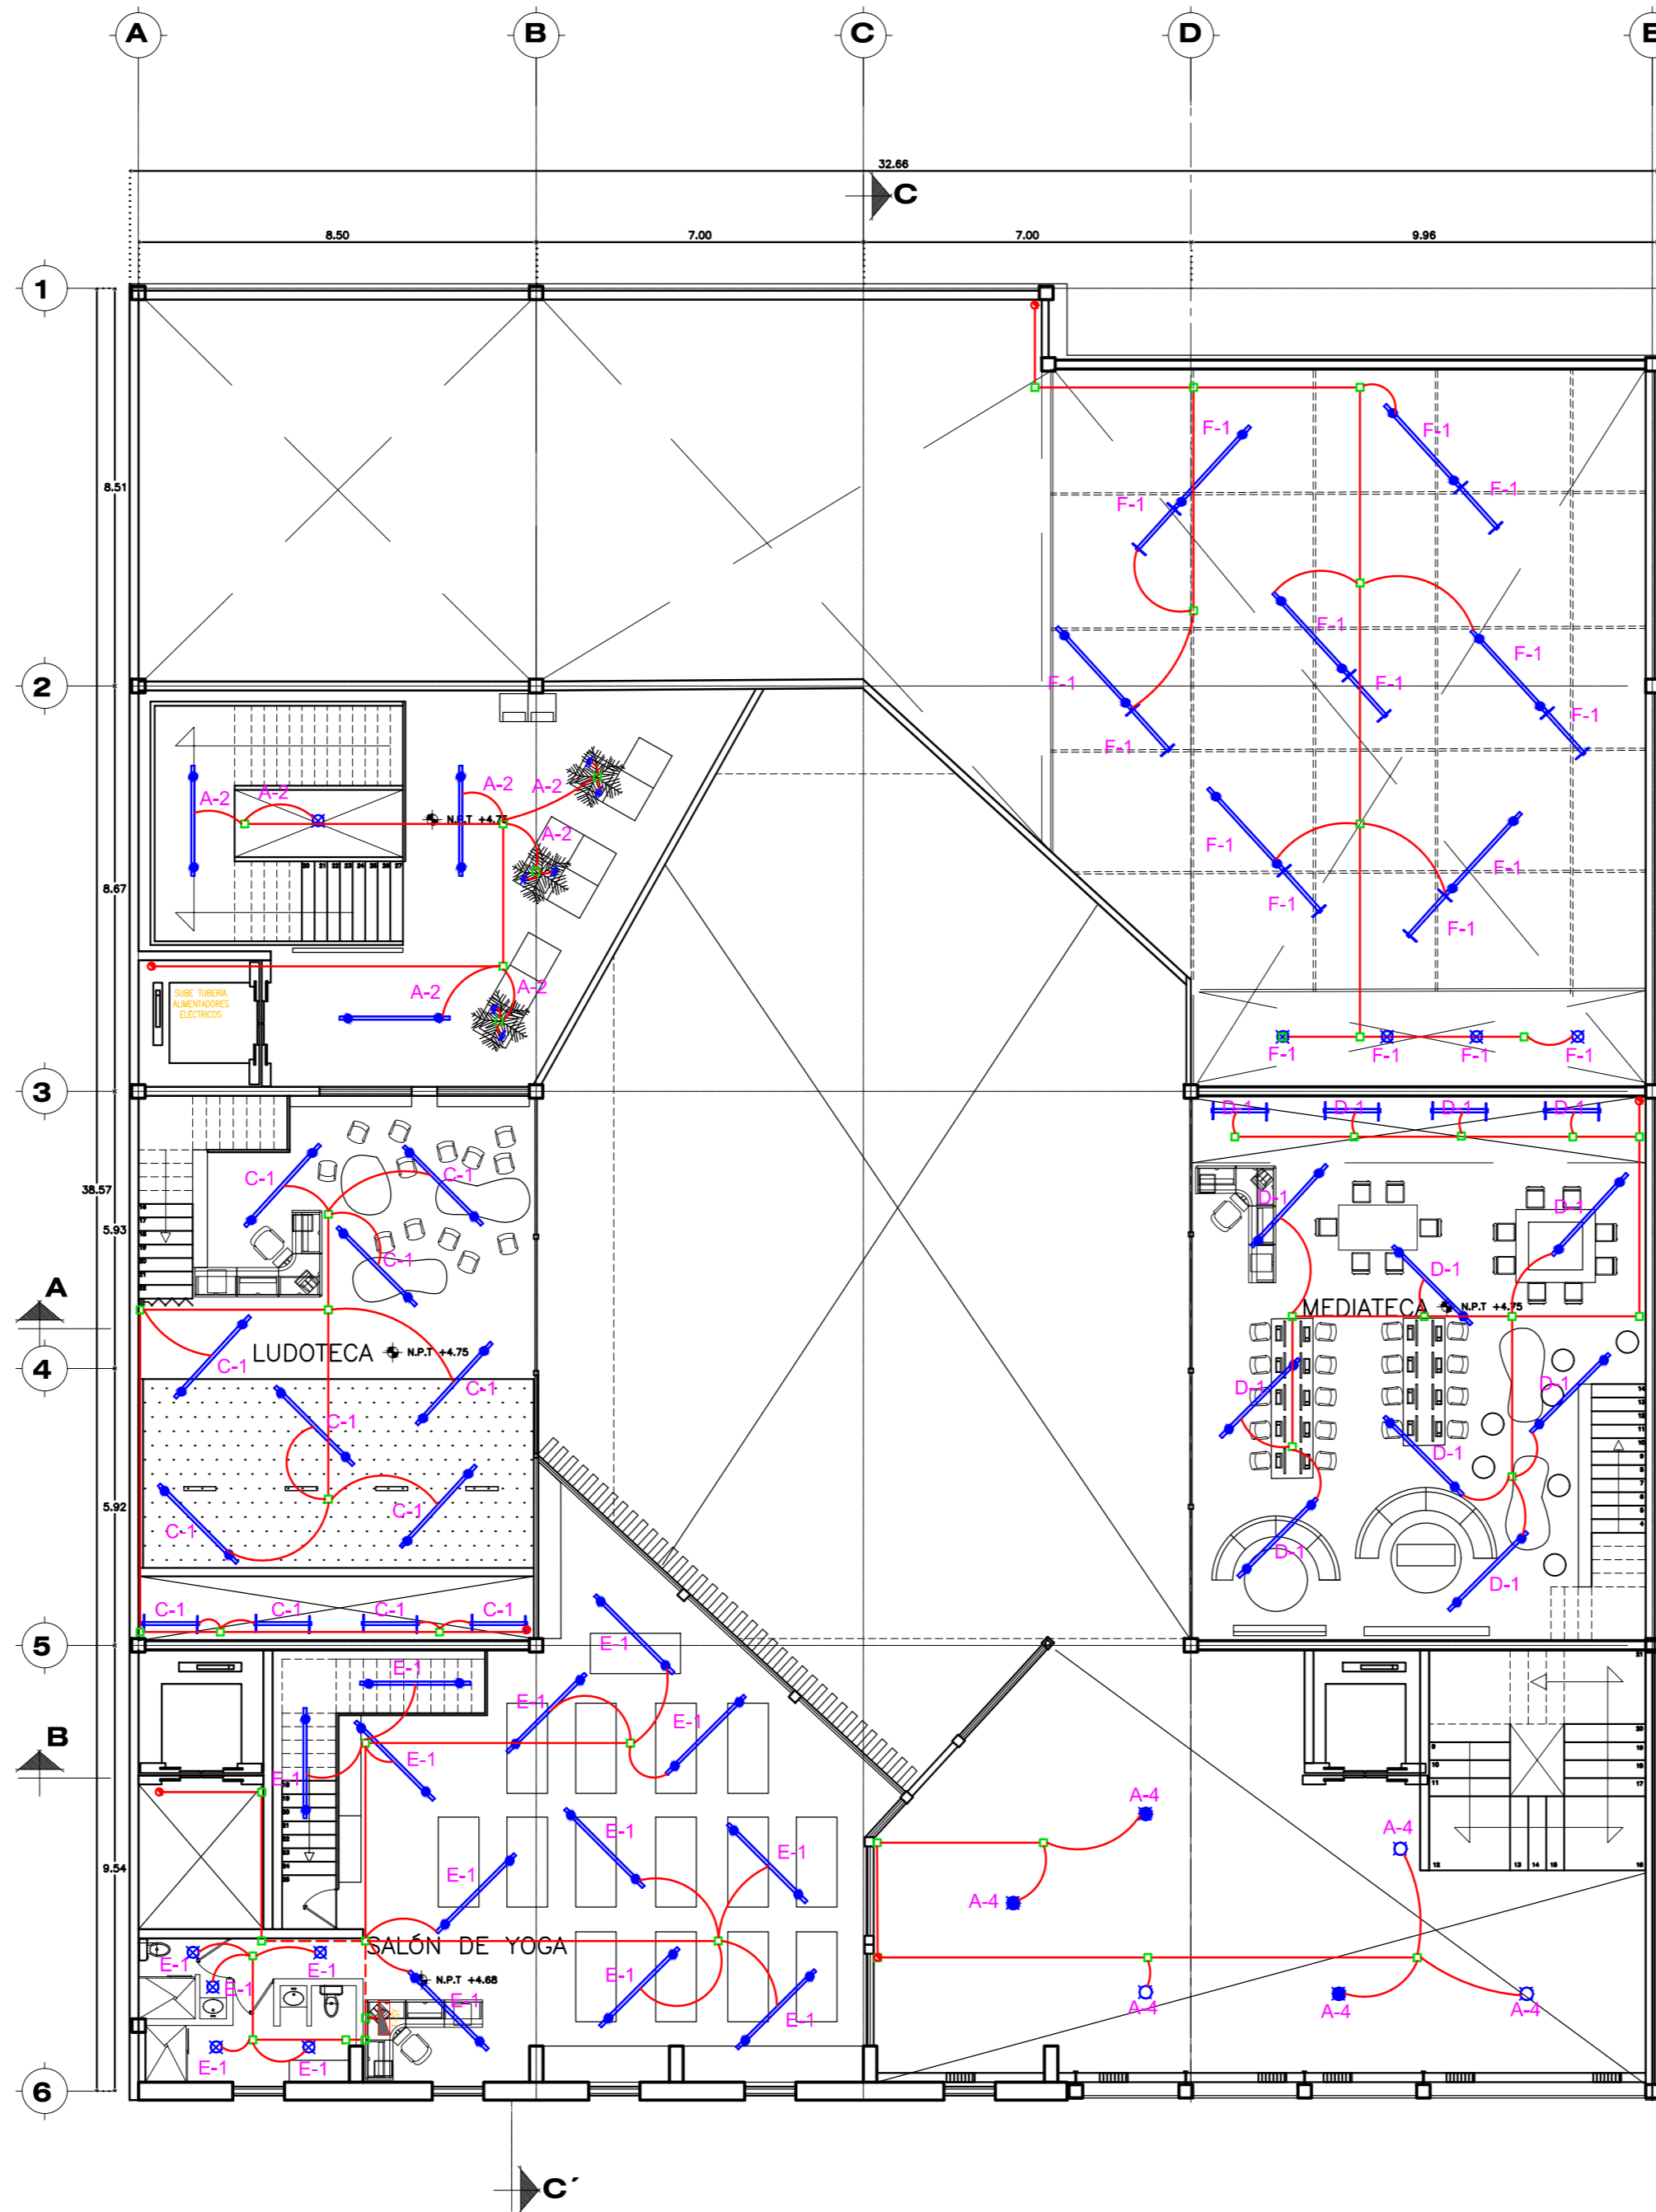 A B C D E
32.66
C
8.50 7.00 7.00 9.96
1
F-1 F-1
8.51 F-1 F-1
F-1 F-1
2 F-1 F-1 F-1
F-1
A-2 A-2 A-2 A-2
N.P.T +4.75
A-2 F-1 F-1
8.67
F-1 F-1
A-2 A-2
SUBE TUBERÍA
ALIMENTADORES
ELÉCTRICOS
F-1 F-1 F-1 F-1
3
D-1 D-1 D-1 D-1
C-1 C-1
38.57
D-1 D-1
5.93
C-1 D-1
A
MEDIATECA N.P.T +4.75
LUDOTECA N.P.T +4.75
C-1
4
C-1 D-1 D-1
C-1
D-1
5.92
C-1 C-1
D-1 D-1
C-1 C-1 C-1 C-1
5
E-1
E-1 E-1 E-1
B
E-1 E-1
A-4 A-4
E-1 E-1
9.54
E-1 A-4
SALÓN DE YOGA
E-1 E-1 E-1
N.P.T +4.68
E-1 E-1 E-1
A-4 A-4 A-4
E-1 E-1
6
C´